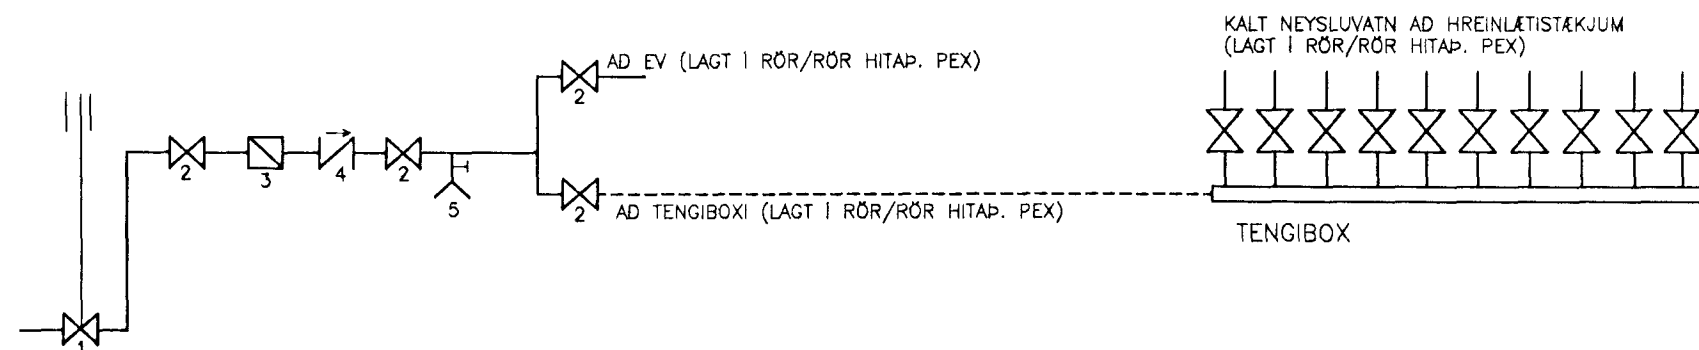 KALT NEYSLUVATN AÐ HREINLÆTISTÆKJUM
(LAGT Í RÖR/RÖR HITAÞ. PEX)
AÐ EV (LAGT Í RÖR/RÖR HITAÞ. PEX)
2
2
3
4
2
5
2
AÐ TENGIBOXI (LAGT Í RÖR/RÖR HITAÞ. PEX)
TENGIBOX
1